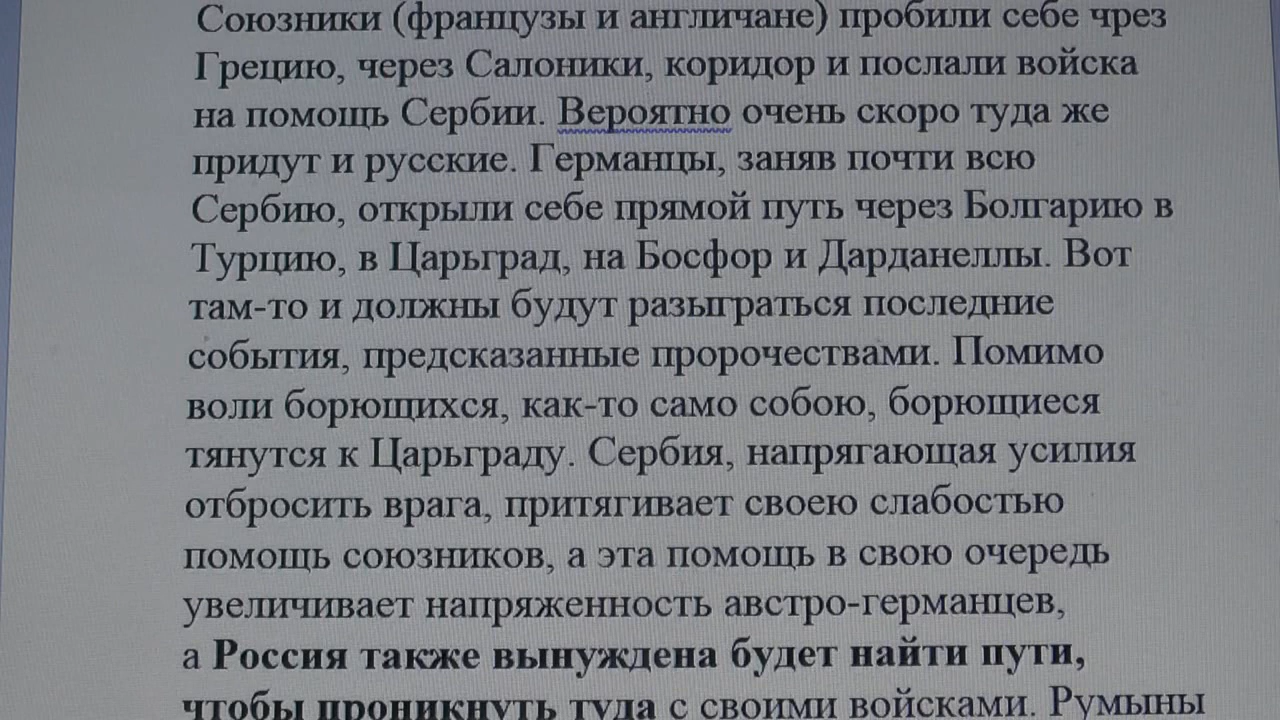 Союзники (французы и англичане) пробили себе чрез
Грецию, через Салоники, коридор и послали войска
на помощь Сербии. Вероятно очень скоро туда же
придут и русские. Германцы, заняв почти всю
Сербию, открыли себе прямой путь через Болгарию в
Турцию, в Царьград, на Босфор и Дарданеллы. Вот
там-то и должны будут разыграться последние
события, предсказанные пророчествами. Помимо
воли борющихся, как-то само собою, борющиеся
тянутся к Царьграду. Сербия, напрягающая усилия
отбросить врага, притягивает своею слабостью
помощь союзников, а эта помощь в свою очередь
увеличивает напряженность австро-германцев,
а Россия также вынуждена будет найти пути,
чтобы проникнуть туда с своими войсками. Румыны